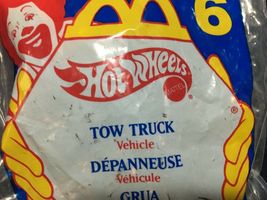 6
HOT WHEELS
MATTEL
®
TOW TRUCK
Vehicle
DÉPANNEUSE
Véhicule
GRUA